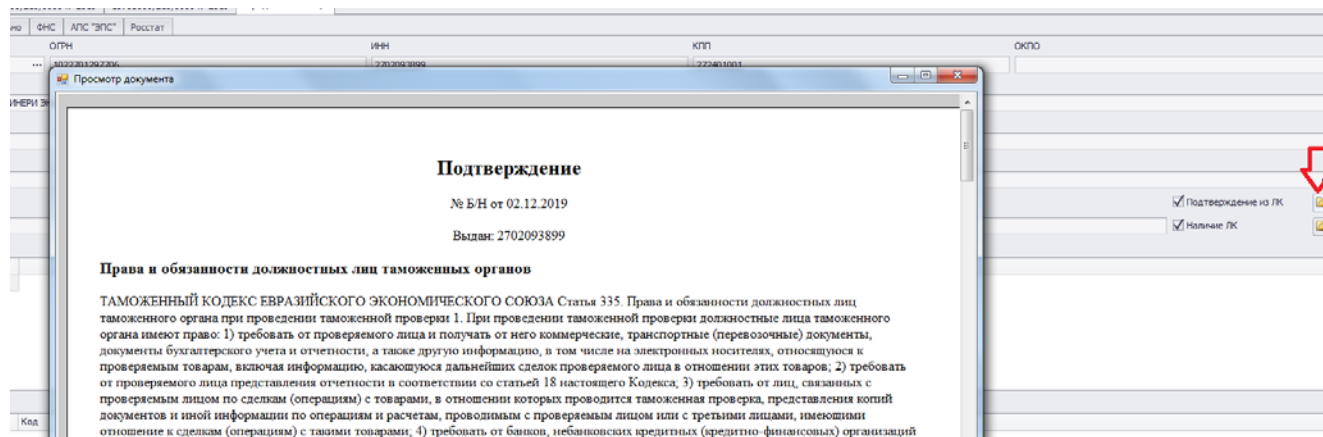 ФНС АПС "ЭПС" Росстат
ОГРН ИНН КПП ОКПО
... 1022701297706 2702093899 272401001
Просмотр документа
Подтверждение
№ Б/Н от 02.12.2019
Выдан: 2702093899
Подтверждение из ЛК
Наличие ЛК
Права и обязанности должностных лиц таможенных органов
ТАМОЖЕННЫЙ КОДЕКС ЕВРАЗИЙСКОГО ЭКОНОМИЧЕСКОГО СОЮЗА Статья 335. Права и обязанности должностных лиц
таможенного органа при проведении таможенной проверки 1. При проведении таможенной проверки должностные лица таможенного
органа имеют право: 1) требовать от проверяемого лица и получать от него коммерческие, транспортные (перевозочные) документы,
документы бухгалтерского учета и отчетности, а также другую информацию, в том числе на электронных носителях, относящуюся к
проверяемым товарам, включая информацию, касающуюся дальнейших сделок проверяемого лица в отношении этих товаров; 2) требовать
от проверяемого лица представления отчетности в соответствии со статьей 18 настоящего Кодекса; 3) требовать от лиц, связанных с
проверяемым лицом по сделкам (операциям) с товарами, в отношении которых проводится таможенная проверка, представления копий
документов и иной информации по операциям и расчетам, проводимым с проверяемым лицом или с третьими лицами, имеющими
Код
отношение к сделкам (операциям) с такими товарами; 4) требовать от банков, небанковских кредитных (кредитно-финансовых) организаций